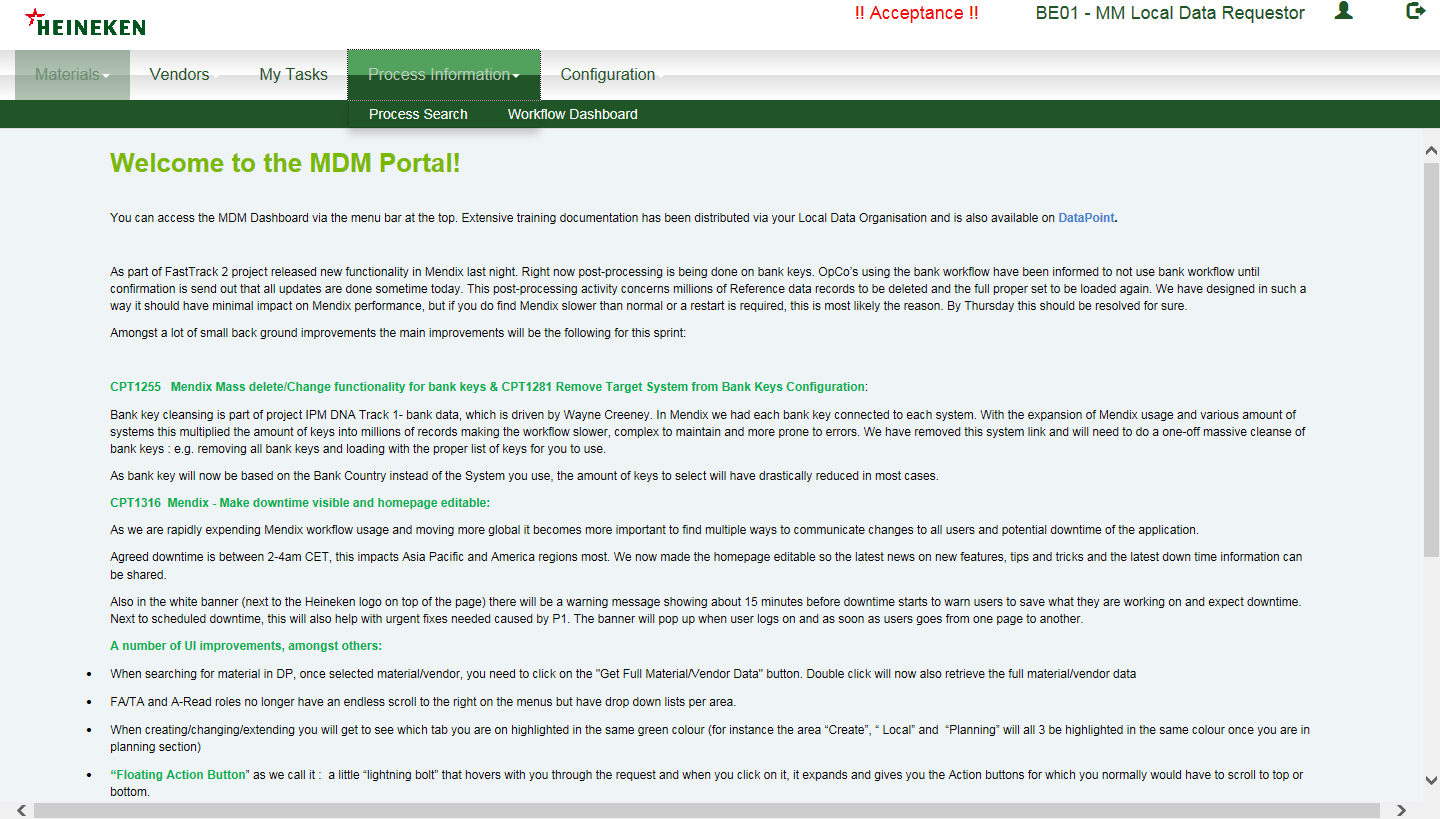 HEINEKEN
!! Acceptance !!
BE01 - MM Local Data Requestor
Materials
Vendors
My Tasks
Process Information
Configuration
Process Search
Workflow Dashboard
Welcome to the MDM Portal!
You can access the MDM Dashboard via the menu bar at the top. Extensive training documentation has been distributed via your Local Data Organisation and is also available on DataPoint.
As part of FastTrack 2 project released new functionality in Mendix last night. Right now post-processing is being done on bank keys. OpCo's using the bank workflow have been informed to not use bank workflow until
confirmation is send out that all updates are done sometime today. This post-processing activity concerns millions of Reference data records to be deleted and the full proper set to be loaded again. We have designed in such a
way it should have minimal impact on Mendix performance, but if you do find Mendix slower than normal or a restart is required, this is most likely the reason. By Thursday this should be resolved for sure.
Amongst a lot of small back ground improvements the main improvements will be the following for this sprint:
CPT1255   Mendix Mass delete/Change functionality for bank keys & CPT1281 Remove Target System from Bank Keys Configuration:
Bank key cleansing is part of project IPM DNA Track 1- bank data, which is driven by Wayne Creeney. In Mendix we had each bank key connected to each system. With the expansion of Mendix usage and various amount of
systems this multiplied the amount of keys into millions of records making the workflow slower, complex to maintain and more prone to errors. We have removed this system link and will need to do a one-off massive cleanse of
bank keys : e.g. removing all bank keys and loading with the proper list of keys for you to use.
As bank key will now be based on the Bank Country instead of the System you use, the amount of keys to select will have drastically reduced in most cases.
CPT1316  Mendix - Make downtime visible and homepage editable:
As we are rapidly expending Mendix workflow usage and moving more global it becomes more important to find multiple ways to communicate changes to all users and potential downtime of the application.
Agreed downtime is between 2-4am CET, this impacts Asia Pacific and America regions most. We now made the homepage editable so the latest news on new features, tips and tricks and the latest down time information can
be shared.
Also in the white banner (next to the Heineken logo on top of the page) there will be a warning message showing about 15 minutes before downtime starts to warn users to save what they are working on and expect downtime.
Next to scheduled downtime, this will also help with urgent fixes needed caused by P1. The banner will pop up when user logs on and as soon as users goes from one page to another.
A number of UI improvements, amongst others:
• When searching for material in DP, once selected material/vendor, you need to click on the "Get Full Material/Vendor Data" button. Double click will now also retrieve the full material/vendor data
• FA/TA and A-Read roles no longer have an endless scroll to the right on the menus but have drop down lists per area.
• When creating/changing/extending you will get to see which tab you are on highlighted in the same green colour (for instance the area “Create”, “ Local” and  “Planning” will all 3 be highlighted in the same colour once you are in
planning section)
• “Floating Action Button” as we call it :  a little “lightning bolt” that hovers with you through the request and when you click on it, it expands and gives you the Action buttons for which you normally would have to scroll to top or
bottom.